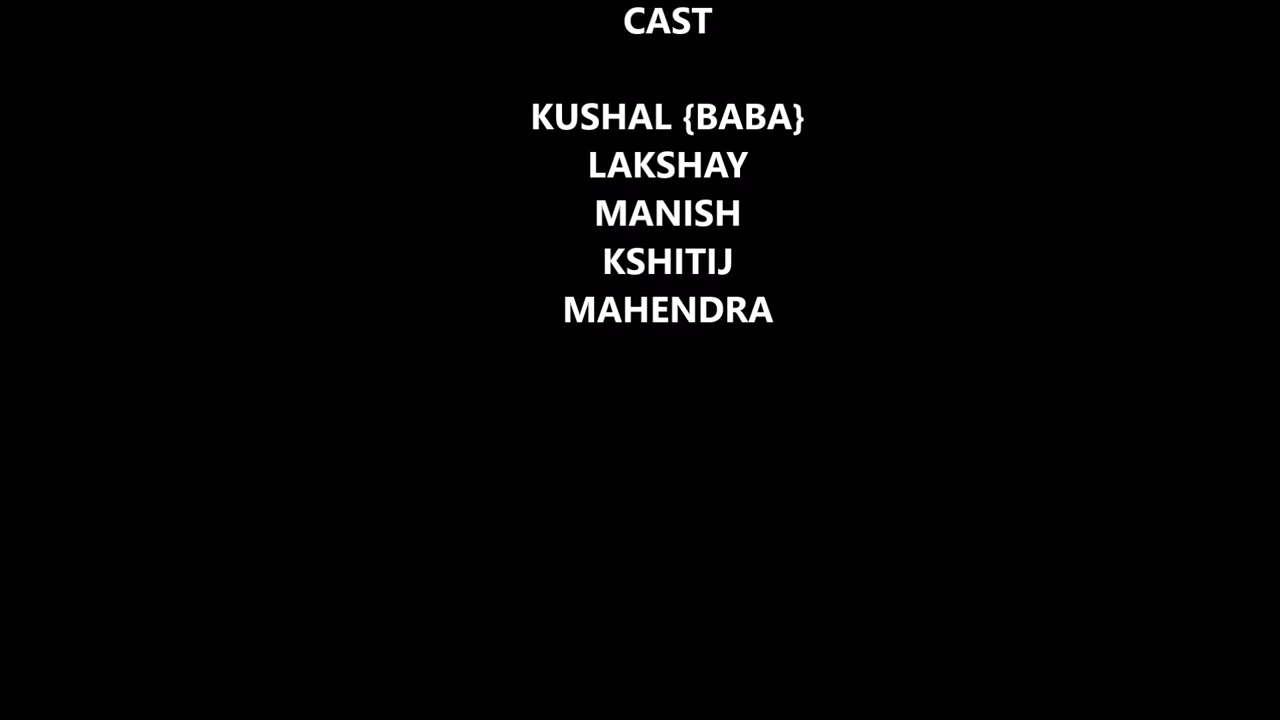 CAST
KUSHAL {BABA}
LAKSHAY
MANISH
KSHITIJ
MAHENDRA